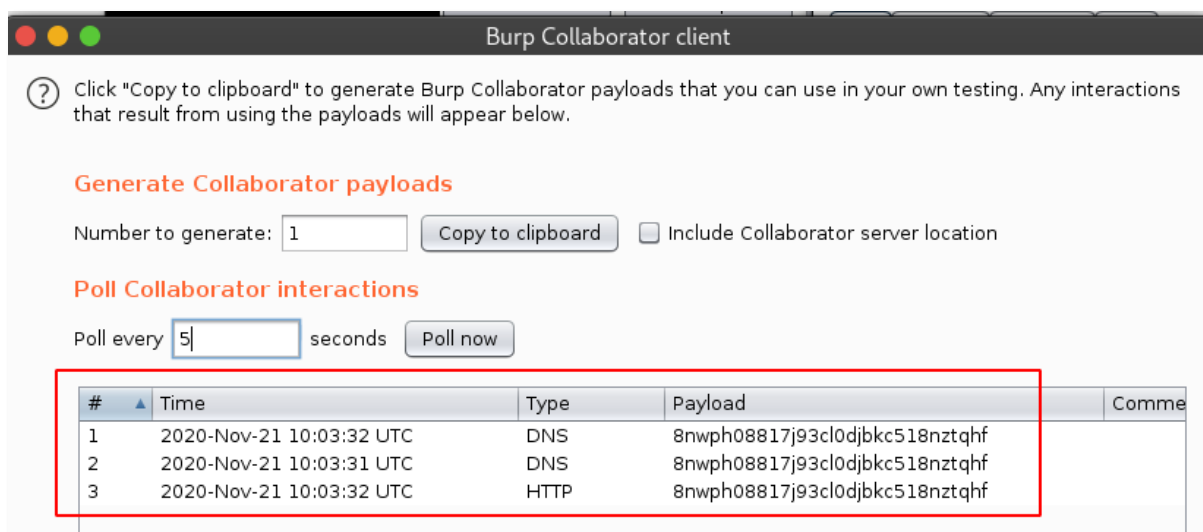 Burp Collaborator client
? Click "Copy to clipboard" to generate Burp Collaborator payloads that you can use in your own testing. Any interactions
that result from using the payloads will appear below.
Generate Collaborator payloads
Number to generate: 1 Copy to clipboard Include Collaborator server location
Poll Collaborator interactions
Poll every 5 seconds Poll now
# Time Type Payload Comme
1 2020-Nov-21 10:03:32 UTC DNS 8nwph08817j93cl0djbkc518nztqhf
2 2020-Nov-21 10:03:31 UTC DNS 8nwph08817j93cl0djbkc518nztqhf
3 2020-Nov-21 10:03:32 UTC HTTP 8nwph08817j93cl0djbkc518nztqhf